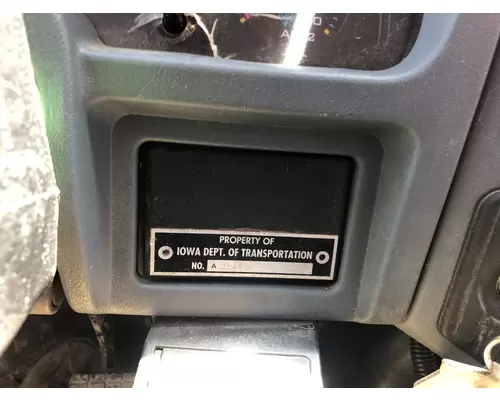 PROPERTY OF
IOWA DEPT. OF TRANSPORTATION
NO. A